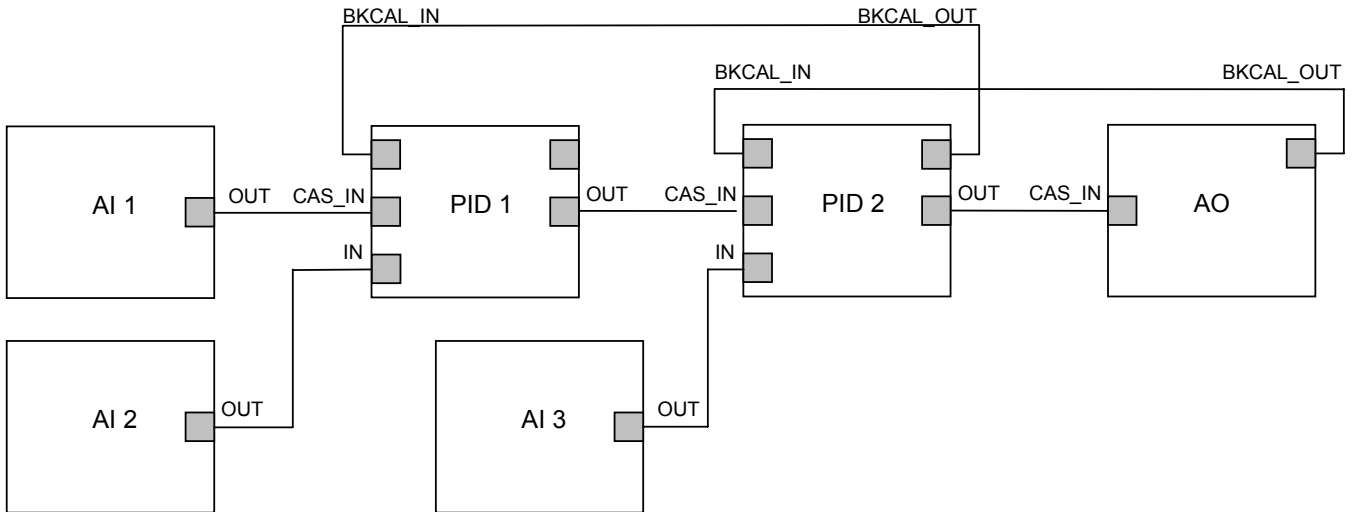 BKCAL_IN
BKCAL_OUT
BKCAL_IN
BKCAL_OUT
AI 1
OUT
CAS_IN
PID 1
OUT
CAS_IN
PID 2
OUT
CAS_IN
AO
IN
IN
AI 2
OUT
AI 3
OUT